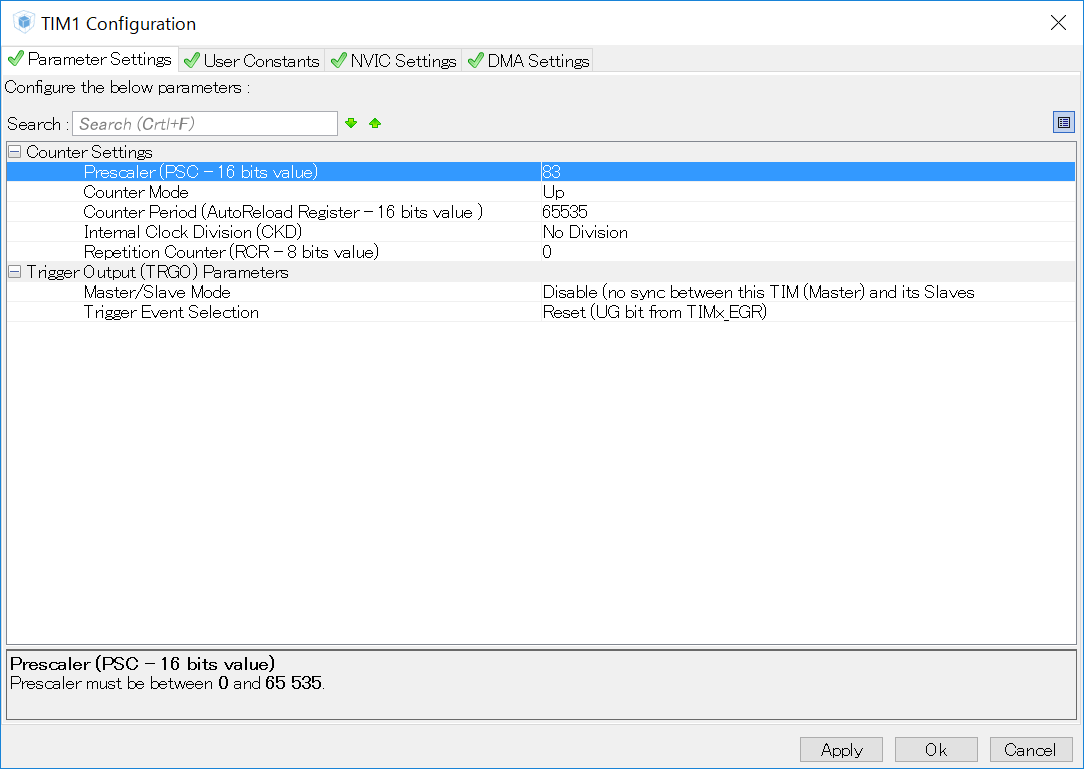 TIM1 Configuration
Parameter Settings User Constants NVIC Settings DMA Settings
Configure the below parameters :
Search : Search (Crtl+F)
Counter Settings
Prescaler (PSC - 16 bits value) 83
Counter Mode Up
Counter Period (AutoReload Register - 16 bits value ) 65535
Internal Clock Division (CKD) No Division
Repetition Counter (RCR - 8 bits value) 0
Trigger Output (TRGO) Parameters
Master/Slave Mode Disable (no sync between this TIM (Master) and its Slaves
Trigger Event Selection Reset (UG bit from TIMx_EGR)
Prescaler (PSC - 16 bits value)
Prescaler must be between 0 and 65 535.
Apply Ok Cancel